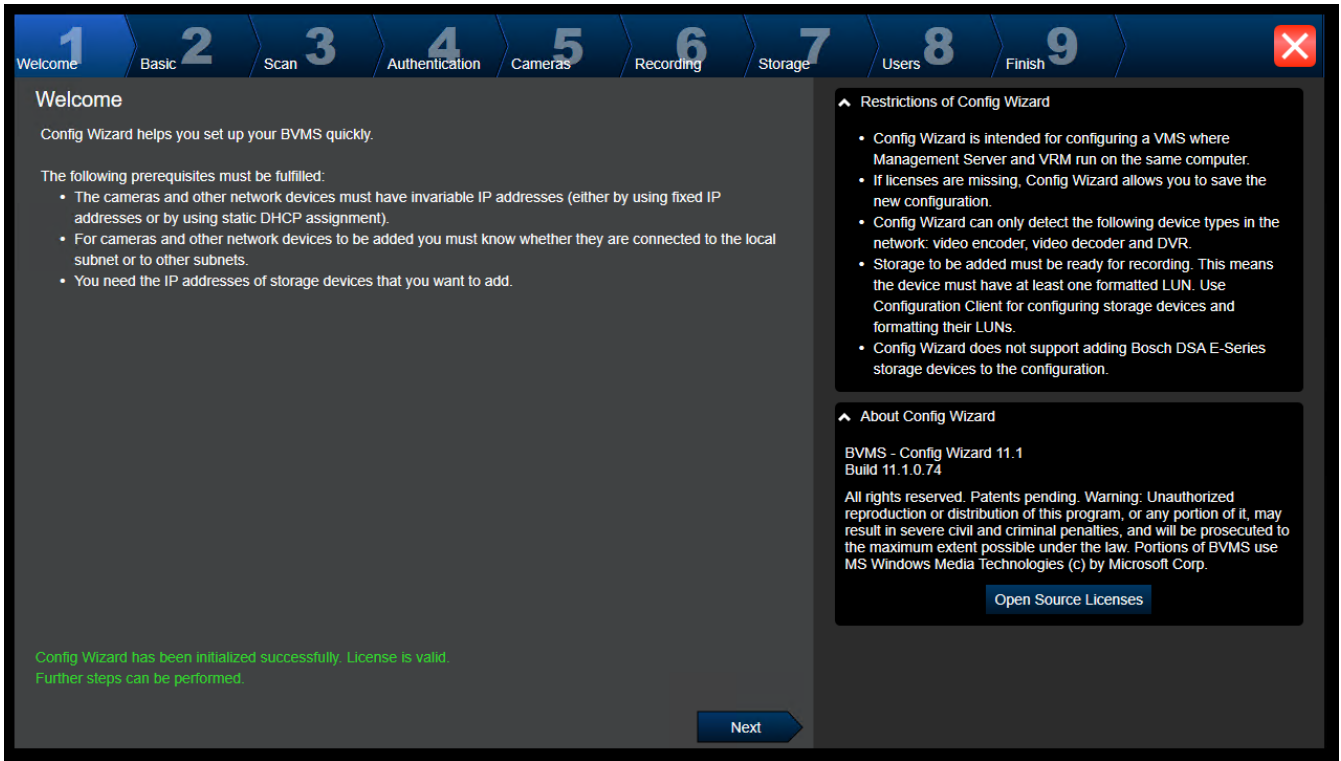 1 Welcome
2 Basic
3 Scan
4 Authentication
5 Cameras
6 Recording
7 Storage
8 Users
9 Finish
Welcome
Config Wizard helps you set up your BVMS quickly.
The following prerequisites must be fulfilled:
• The cameras and other network devices must have invariable IP addresses (either by using fixed IP
addresses or by using static DHCP assignment).
• For cameras and other network devices to be added you must know whether they are connected to the local
subnet or to other subnets.
• You need the IP addresses of storage devices that you want to add.
Config Wizard has been initialized successfully. License is valid.
Further steps can be performed.
Next
Restrictions of Config Wizard
• Config Wizard is intended for configuring a VMS where
Management Server and VRM run on the same computer.
• If licenses are missing, Config Wizard allows you to save the
new configuration.
• Config Wizard can only detect the following device types in the
network: video encoder, video decoder and DVR.
• Storage to be added must be ready for recording. This means
the device must have at least one formatted LUN. Use
Configuration Client for configuring storage devices and
formatting their LUNs.
• Config Wizard does not support adding Bosch DSA E-Series
storage devices to the configuration.
About Config Wizard
BVMS - Config Wizard 11.1
Build 11.1.0.74
All rights reserved. Patents pending. Warning: Unauthorized
reproduction or distribution of this program, or any portion of it, may
result in severe civil and criminal penalties, and will be prosecuted to
the maximum extent possible under the law. Portions of BVMS use
MS Windows Media Technologies (c) by Microsoft Corp.
Open Source Licenses